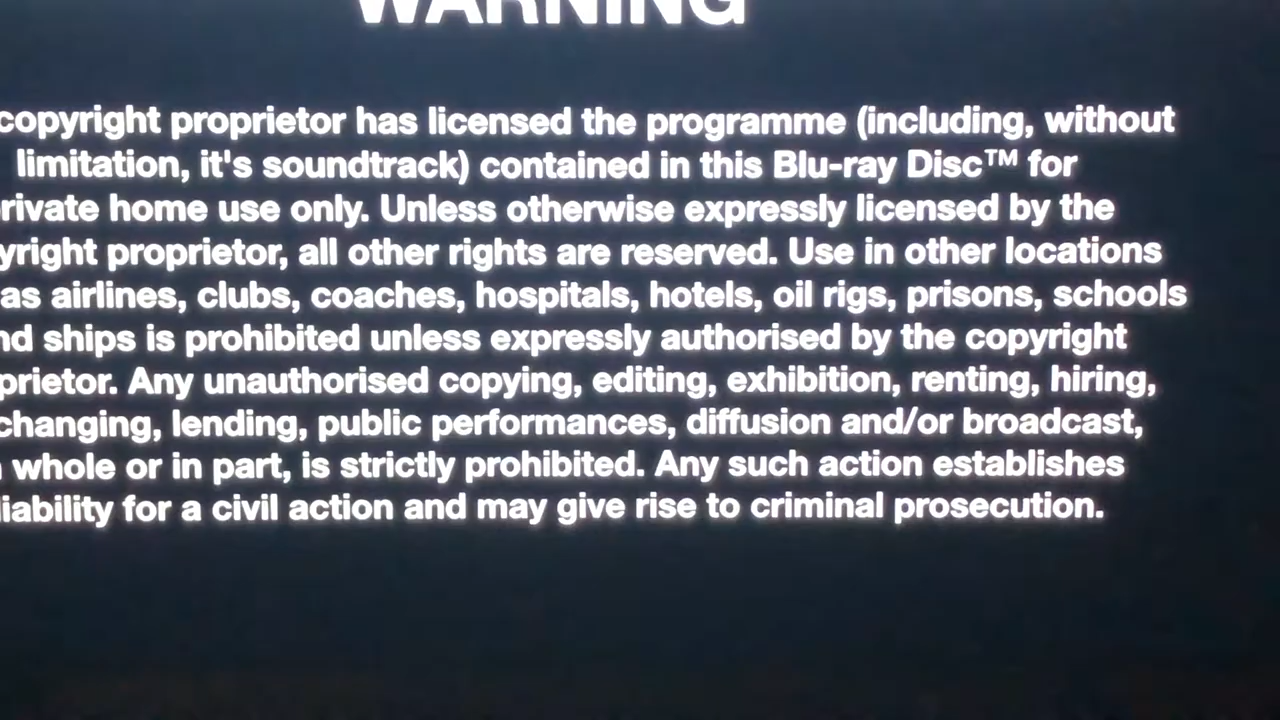 WARNING
copyright proprietor has licensed the programme (including, without
limitation, it's soundtrack) contained in this Blu-ray Disc™ for
rivate home use only. Unless otherwise expressly licensed by the
yright proprietor, all other rights are reserved. Use in other locations
as airlines, clubs, coaches, hospitals, hotels, oil rigs, prisons, schools
nd ships is prohibited unless expressly authorised by the copyright
prietor. Any unauthorised copying, editing, exhibition, renting, hiring,
changing, lending, public performances, diffusion and/or broadcast,
whole or in part, is strictly prohibited. Any such action establishes
iability for a civil action and may give rise to criminal prosecution.